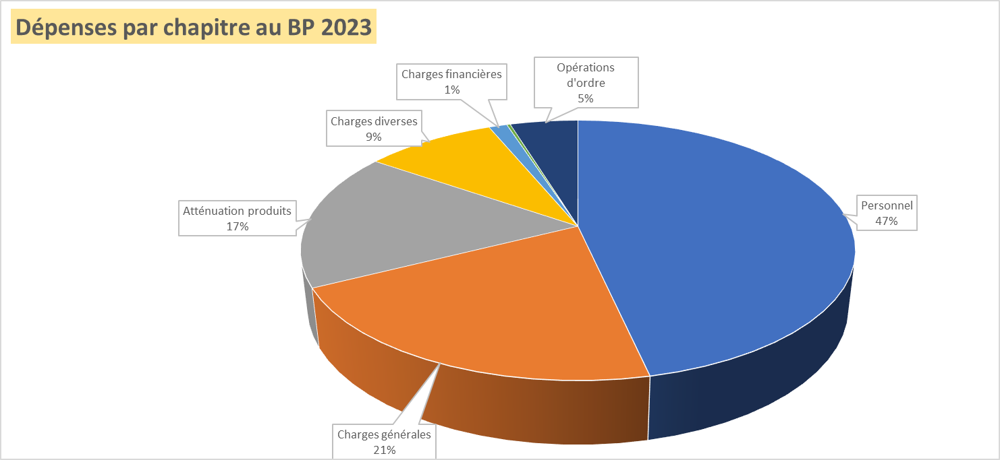 Dépenses par chapitre au BP 2023
Charges financières
1%
Opérations
d'ordre
5%
Charges diverses
9%
Atténuation produits
17%
Personnel
47%
Charges générales
21%